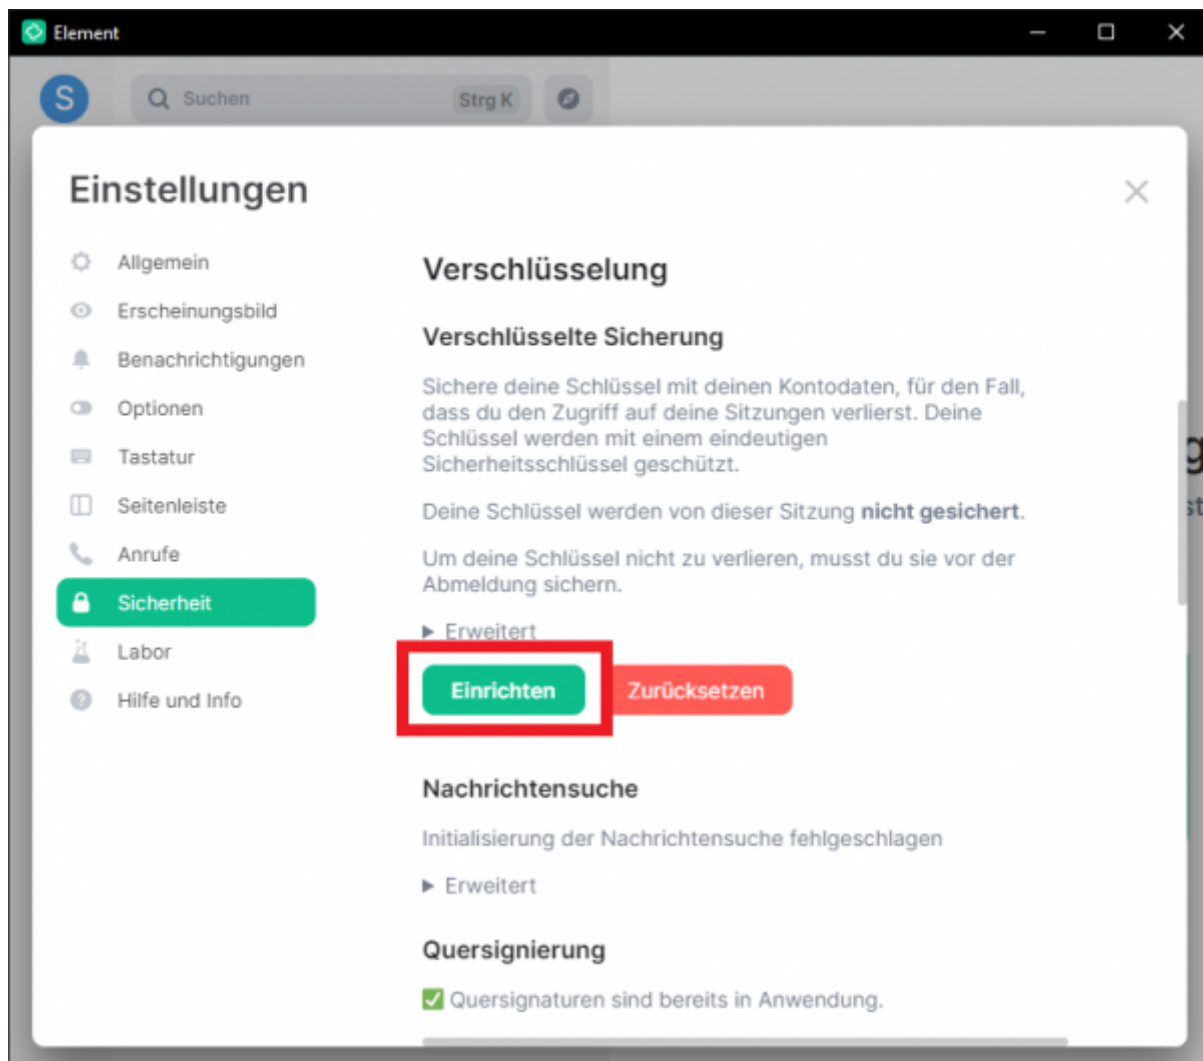 Element
S
Suchen
Strg K
Einstellungen
Allgemein
Erscheinungsbild
Benachrichtigungen
Optionen
Tastatur
Seitenleiste
Anrufe
Sicherheit
Labor
Hilfe und Info
Verschlüsselung
Verschlüsselte Sicherung
Sichere deine Schlüssel mit deinen Kontodaten, für den Fall,
dass du den Zugriff auf deine Sitzungen verlierst. Deine
Schlüssel werden mit einem eindeutigen
Sicherheitsschlüssel geschützt.
Deine Schlüssel werden von dieser Sitzung nicht gesichert.
Um deine Schlüssel nicht zu verlieren, musst du sie vor der
Abmeldung sichern.
Erweitert
Einrichten
Zurücksetzen
Nachrichtensuche
Initialisierung der Nachrichtensuche fehlgeschlagen
Erweitert
Quersignierung
Quersignaturen sind bereits in Anwendung.